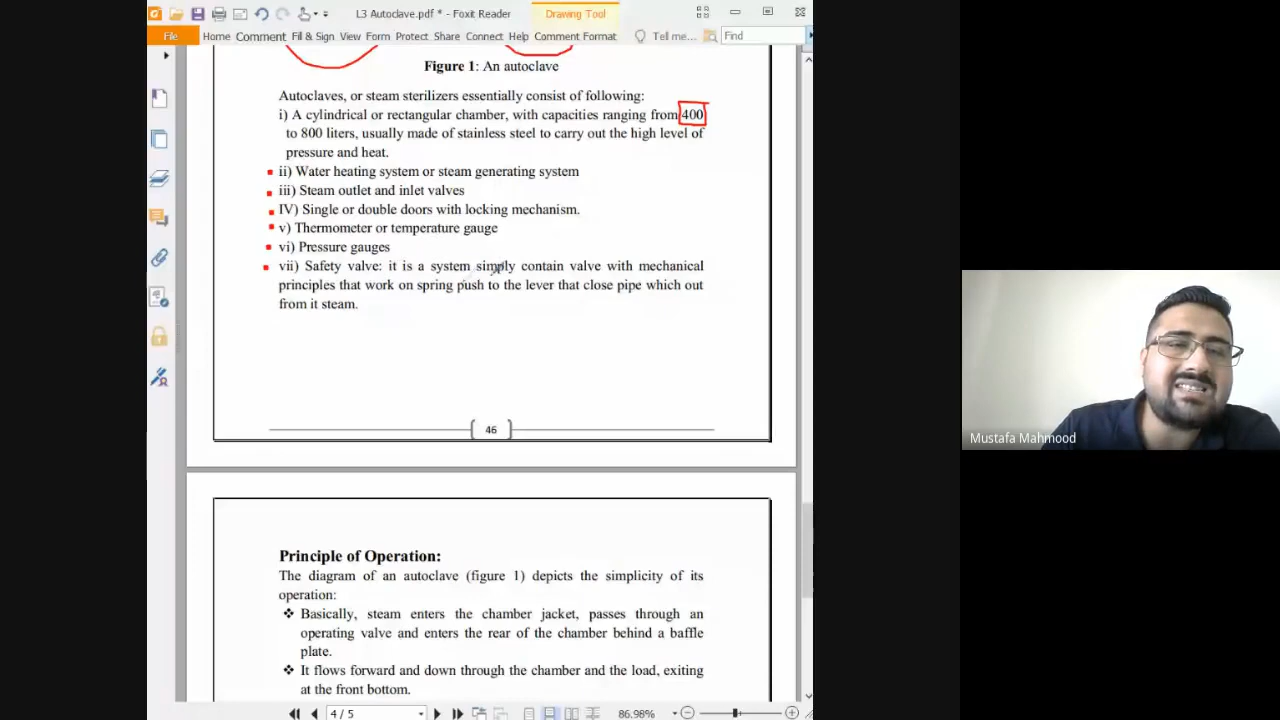 L3 Autoclave.pdf * - Foxit Reader
Drawing Tool
File Home Comment Fill & Sign View Form Protect Share Connect Help Comment Format Tell me... Find
Figure 1: An autoclave
Autoclaves, or steam sterilizers essentially consist of following:
i) A cylindrical or rectangular chamber, with capacities ranging from 400
to 800 liters, usually made of stainless steel to carry out the high level of
pressure and heat.
ii) Water heating system or steam generating system
iii) Steam outlet and inlet valves
IV) Single or double doors with locking mechanism.
v) Thermometer or temperature gauge
vi) Pressure gauges
vii) Safety valve: it is a system simply contain valve with mechanical
principles that work on spring push to the lever that close pipe which out
from it steam.
46
Principle of Operation:
The diagram of an autoclave (figure 1) depicts the simplicity of its
operation:
❖ Basically, steam enters the chamber jacket, passes through an
operating valve and enters the rear of the chamber behind a baffle
plate.
❖ It flows forward and down through the chamber and the load, exiting
at the front bottom.
4 / 5
86.98%
Mustafa Mahmood